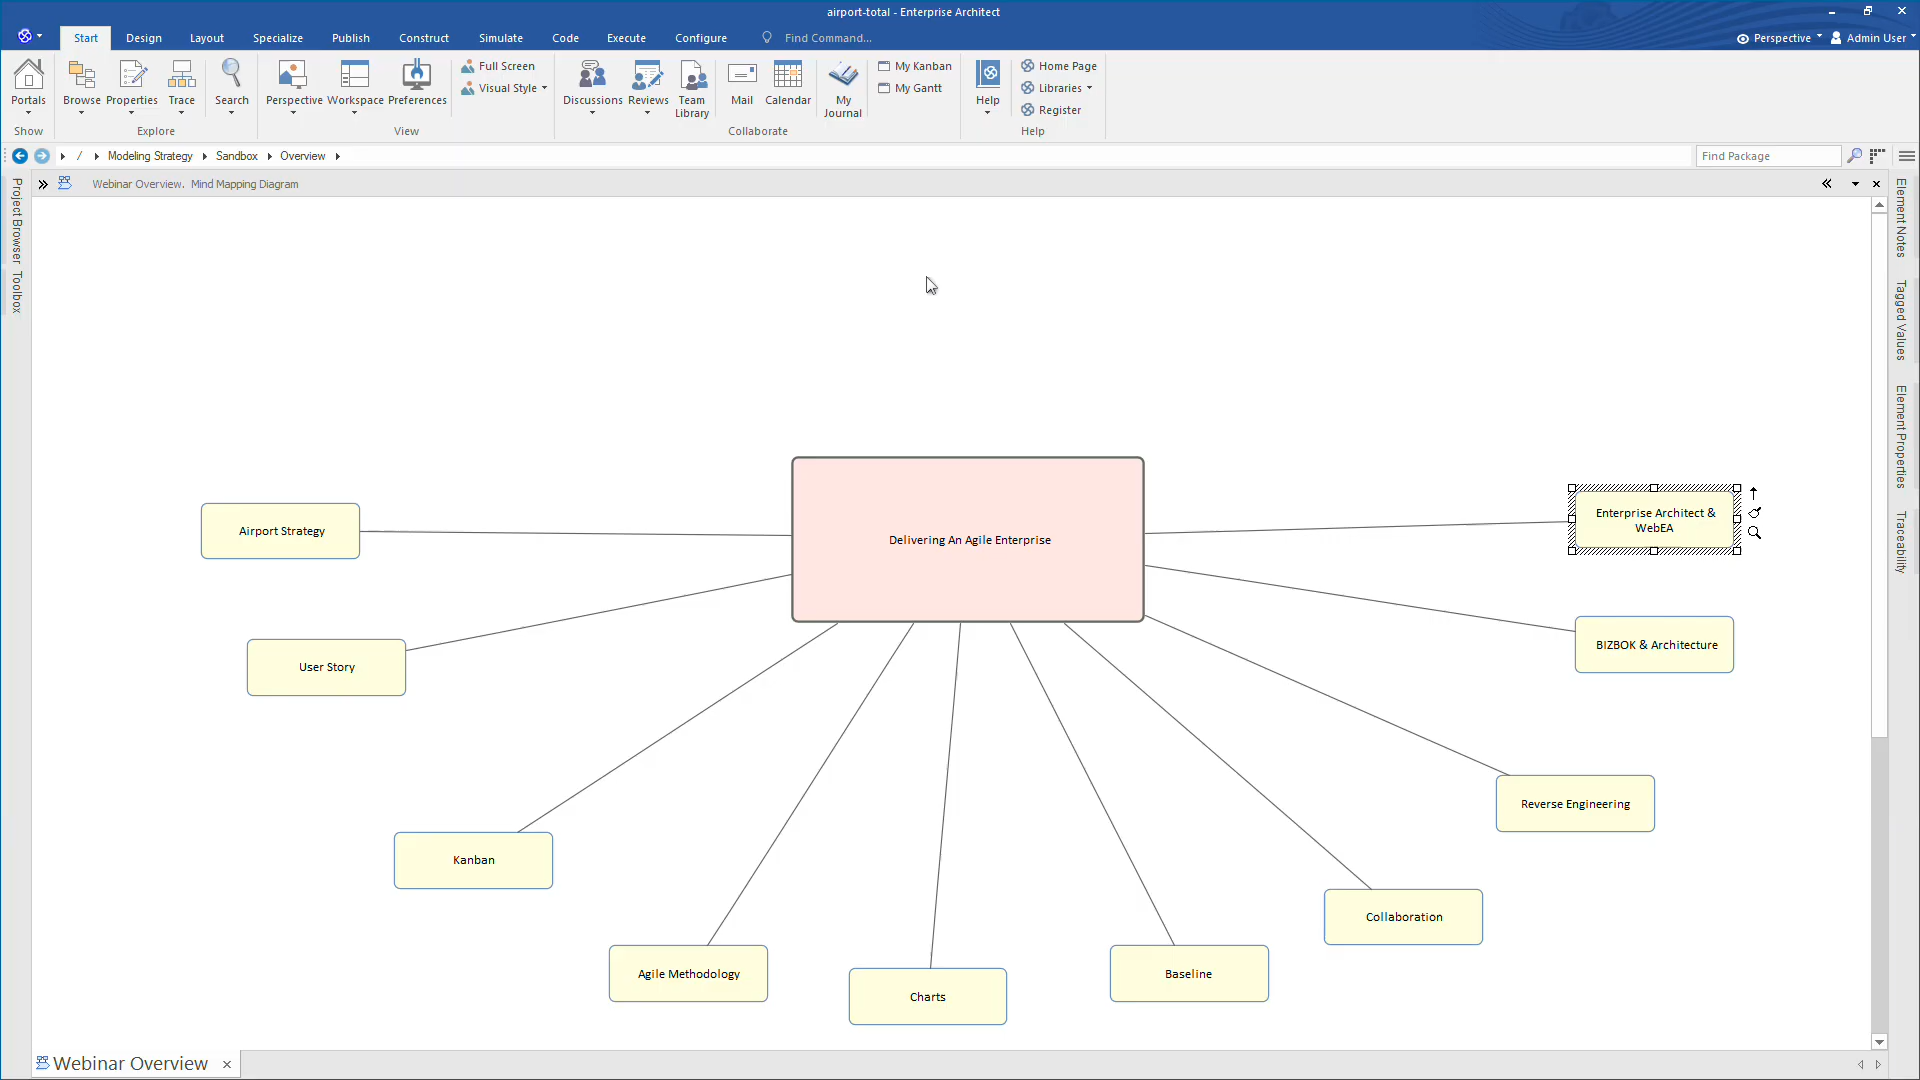 airport-total - Enterprise Architect
Start Design Layout Specialize Publish Construct Simulate Code Execute Configure Find Command... Perspective Admin User
Portals Browse Properties Trace Search Perspective Workspace Preferences Full Screen Visual Style Discussions Reviews Team Library Mail Calendar My Journal My Kanban My Gantt Help Home Page Libraries Register
Show Explore View Collaborate Help
/ Modeling Strategy Sandbox Overview Find Package
Webinar Overview. Mind Mapping Diagram
Project Browser
Toolbox
Element Notes
Tagged Values
Element Properties
Traceability
Delivering An Agile Enterprise
Airport Strategy
Enterprise Architect &
WebEA
User Story
BIZBOK & Architecture
Reverse Engineering
Kanban
Collaboration
Agile Methodology
Baseline
Charts
Webinar Overview